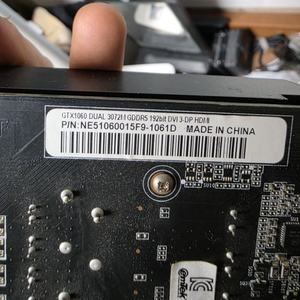 GTX1060 DUAL 3072M GDDR5 192bit DVI 3-DP HDMI
P/N:NE51060015F9-1061D MADE IN CHINA